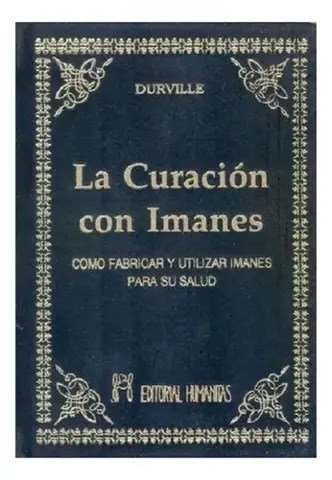 DURVILLE
La Curación
con Imanes
COMO FABRICAR Y UTILIZAR IMANES
PARA SU SALUD
EDITORIAL HUMANITAS